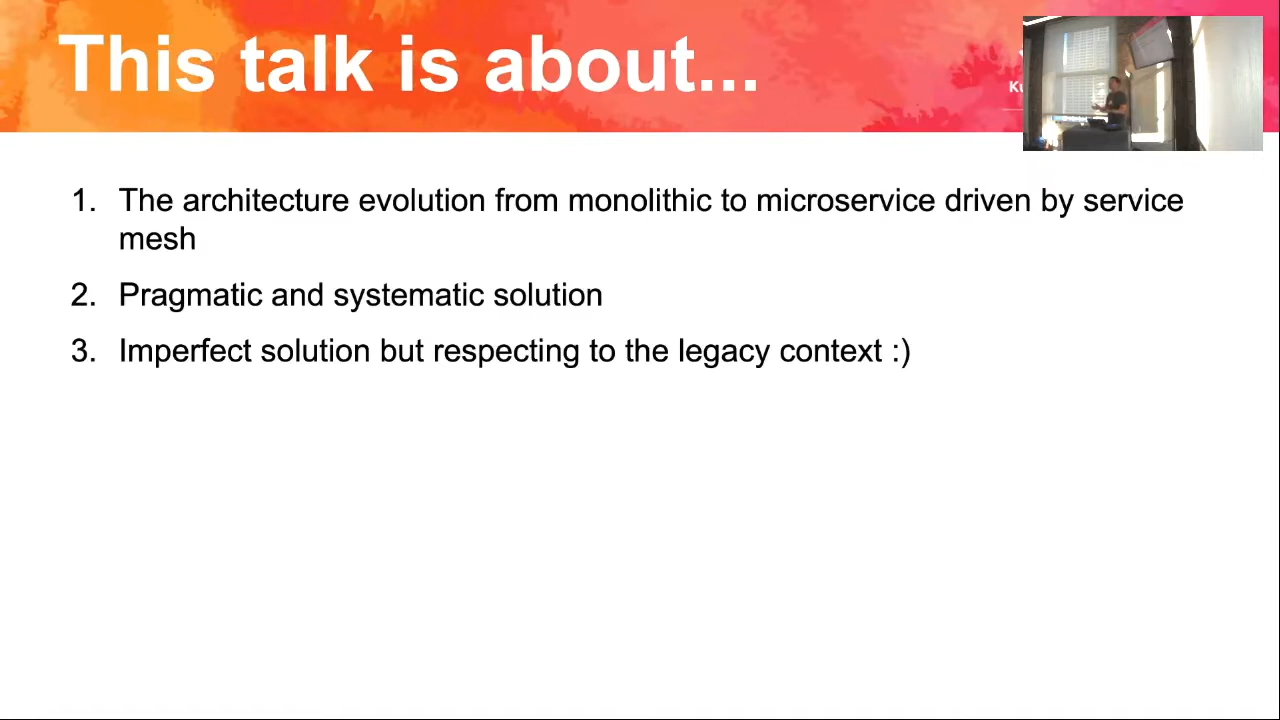 This talk is about...
1. The architecture evolution from monolithic to microservice driven by service
mesh
2. Pragmatic and systematic solution
3. Imperfect solution but respecting to the legacy context :)